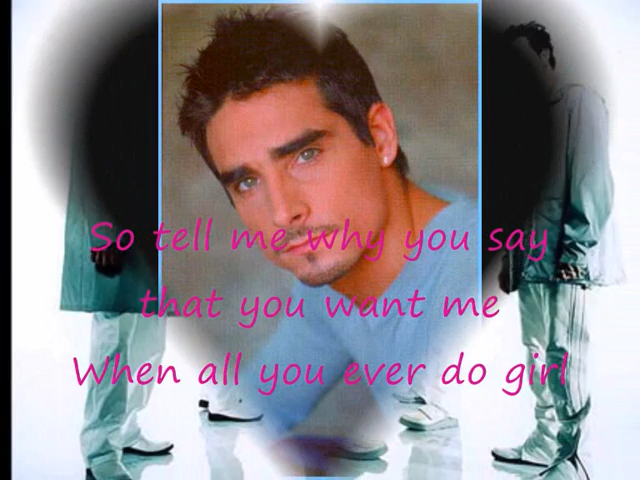 So tell me why you say
that you want me
When all you ever do girl